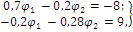 0,7φ₁ − 0,2φ₂ = −8;
−0,2φ₁ − 0,28φ₂ = 9, }